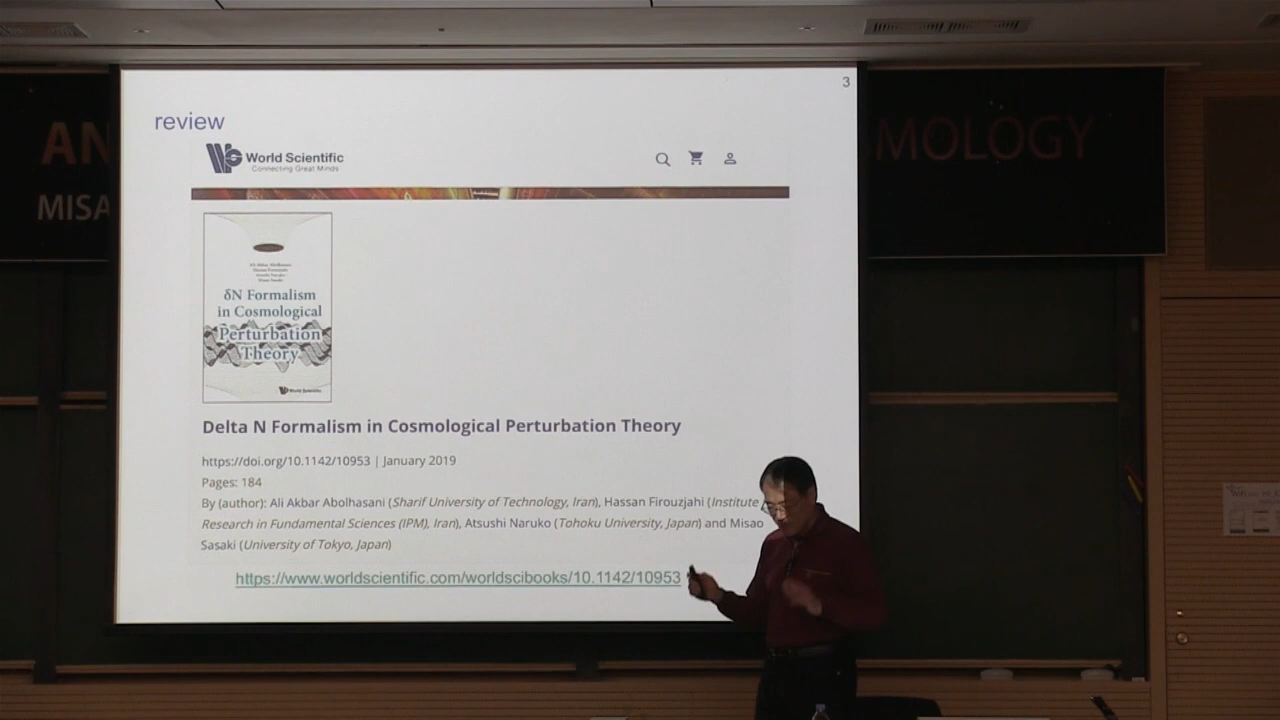 3
AN
MOLOGY
MISA
review
World Scientific
Connecting Great Minds
δN Formalism
in Cosmological
Perturbation
Theory
World Scientific
Delta N Formalism in Cosmological Perturbation Theory
https://doi.org/10.1142/10953 | January 2019
Pages: 184
By (author): Ali Akbar Abolhasani (Sharif University of Technology, Iran), Hassan Firouzjahi (Institute
Research in Fundamental Sciences (IPM), Iran), Atsushi Naruko (Tohoku University, Japan) and Misao
Sasaki (University of Tokyo, Japan)
https://www.worldscientific.com/worldscibooks/10.1142/10953